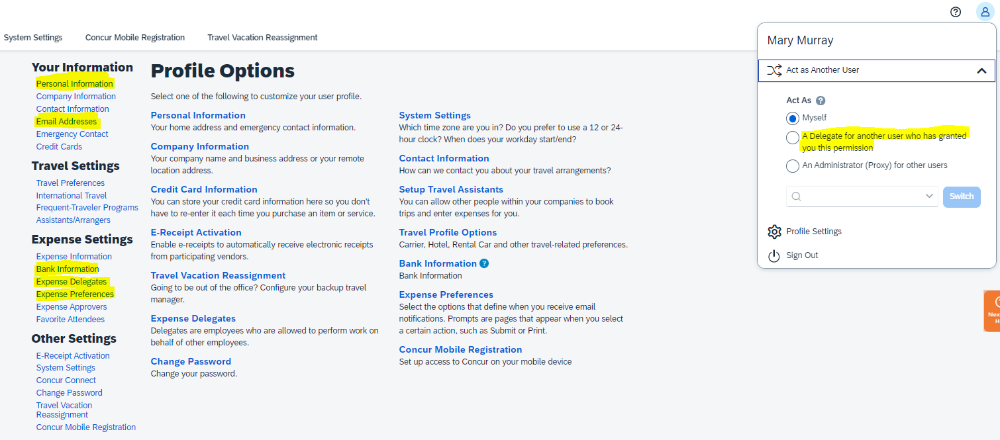 System Settings
Concur Mobile Registration
Travel Vacation Reassignment
Your Information
Personal Information
Company Information
Contact Information
Email Addresses
Emergency Contact
Credit Cards
Travel Settings
Travel Preferences
International Travel
Frequent-Traveler Programs
Assistants/Arrangers
Expense Settings
Expense Information
Bank Information
Expense Delegates
Expense Preferences
Expense Approvers
Favorite Attendees
Other Settings
E-Receipt Activation
System Settings
Concur Connect
Change Password
Travel Vacation
Reassignment
Concur Mobile Registration
Profile Options
Select one of the following to customize your user profile.
Personal Information
Your home address and emergency contact information.
Company Information
Your company name and business address or your remote
location address.
Credit Card Information
You can store your credit card information here so you don't
have to re-enter it each time you purchase an item or service.
E-Receipt Activation
Enable e-receipts to automatically receive electronic receipts
from participating vendors.
Travel Vacation Reassignment
Going to be out of the office? Configure your backup travel
manager.
Expense Delegates
Delegates are employees who are allowed to perform work on
behalf of other employees.
Change Password
Change your password.
System Settings
Which time zone are you in? Do you prefer to use a 12 or 24-
hour clock? When does your workday start/end?
Contact Information
How can we contact you about your travel arrangements?
Setup Travel Assistants
You can allow other people within your companies to book
trips and enter expenses for you.
Travel Profile Options
Carrier, Hotel, Rental Car and other travel-related preferences.
Bank Information ?
Bank Information
Expense Preferences
Select the options that define when you receive email
notifications. Prompts are pages that appear when you select
a certain action, such as Submit or Print.
Concur Mobile Registration
Set up access to Concur on your mobile device
?
Mary Murray
Act as Another User
Act As ?
Myself
A Delegate for another user who has granted
you this permission
An Administrator (Proxy) for other users
Switch
Profile Settings
Sign Out